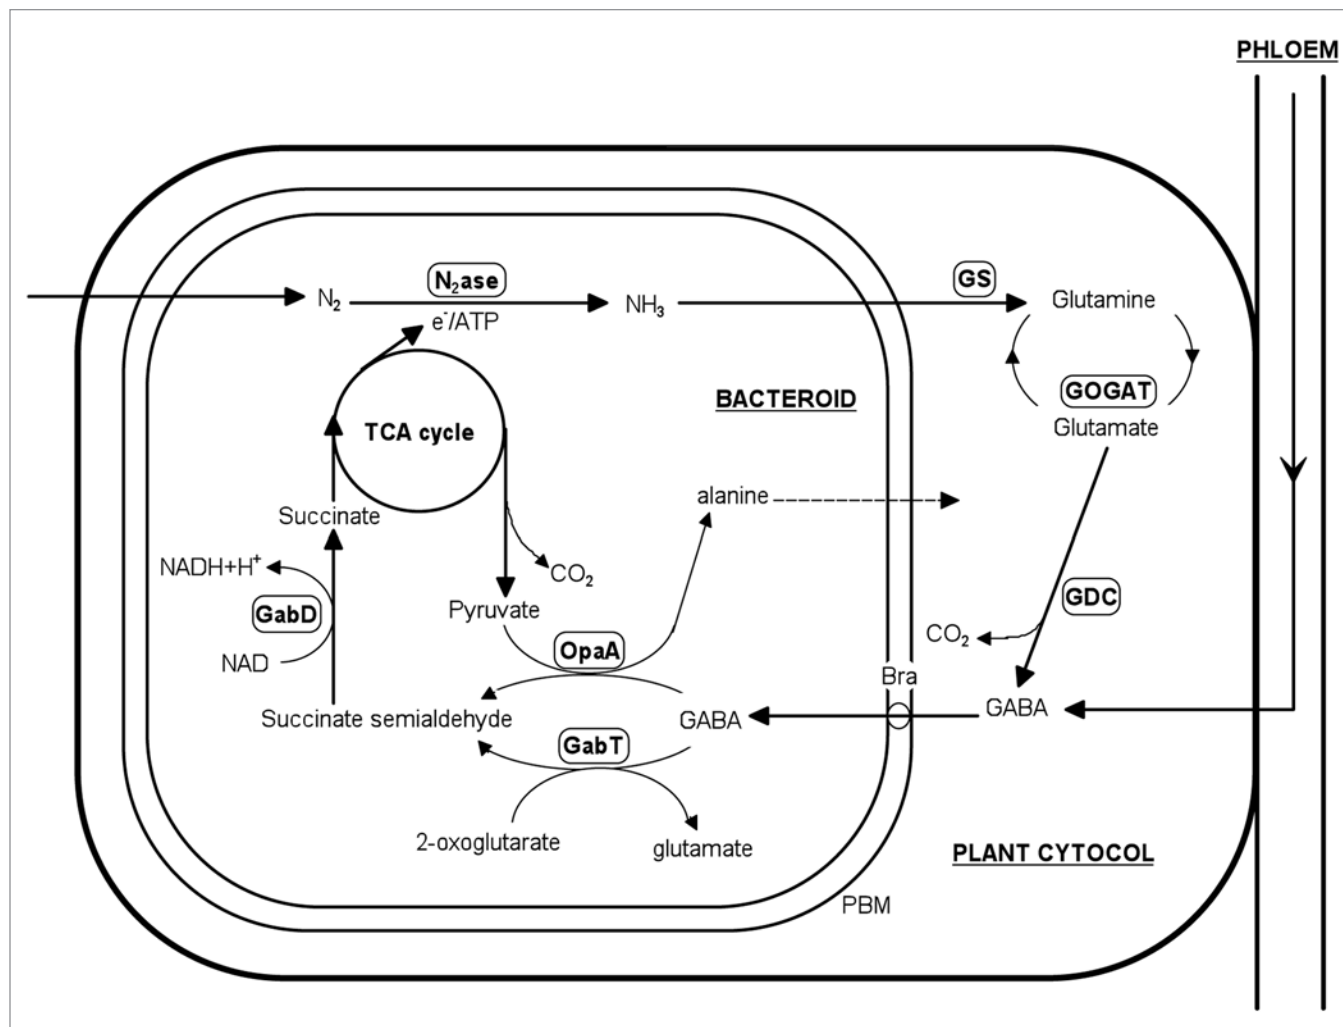 PHLOEM
N₂ase
GS
N₂
NH₃
Glutamine
e⁻/ATP
GOGAT
BACTEROID
TCA cycle
Glutamate
alanine
Succinate
NADH+H⁺
CO₂
GDC
GabD
Pyruvate
CO₂
OpaA
NAD
Bra
Succinate semialdehyde
GABA
GABA
GabT
2-oxoglutarate
glutamate
PLANT CYTOCOL
PBM